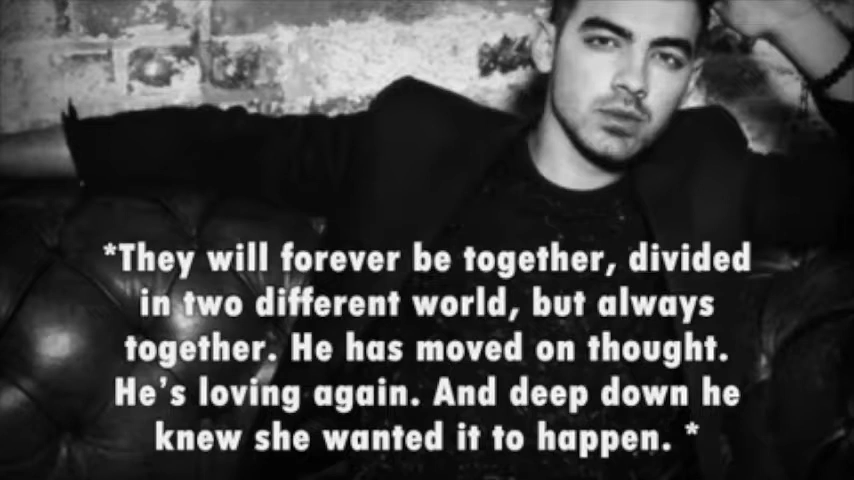 *They will forever be together, divided
in two different world, but always
together. He has moved on thought.
He's loving again. And deep down he
knew she wanted it to happen. *